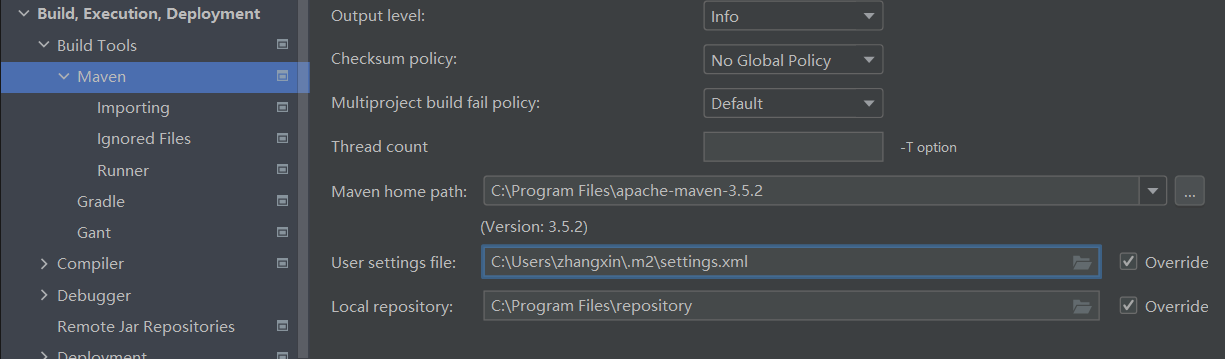 Build, Execution, Deployment
Build Tools
Maven
Importing
Ignored Files
Runner
Gradle
Gant
Compiler
Debugger
Remote Jar Repositories
Deployment
Output level: Info
Checksum policy: No Global Policy
Multiproject build fail policy: Default
Thread count -T option
Maven home path: C:\Program Files\apache-maven-3.5.2 ...
(Version: 3.5.2)
User settings file: C:\Users\zhangxin\.m2\settings.xml Override
Local repository: C:\Program Files\repository Override